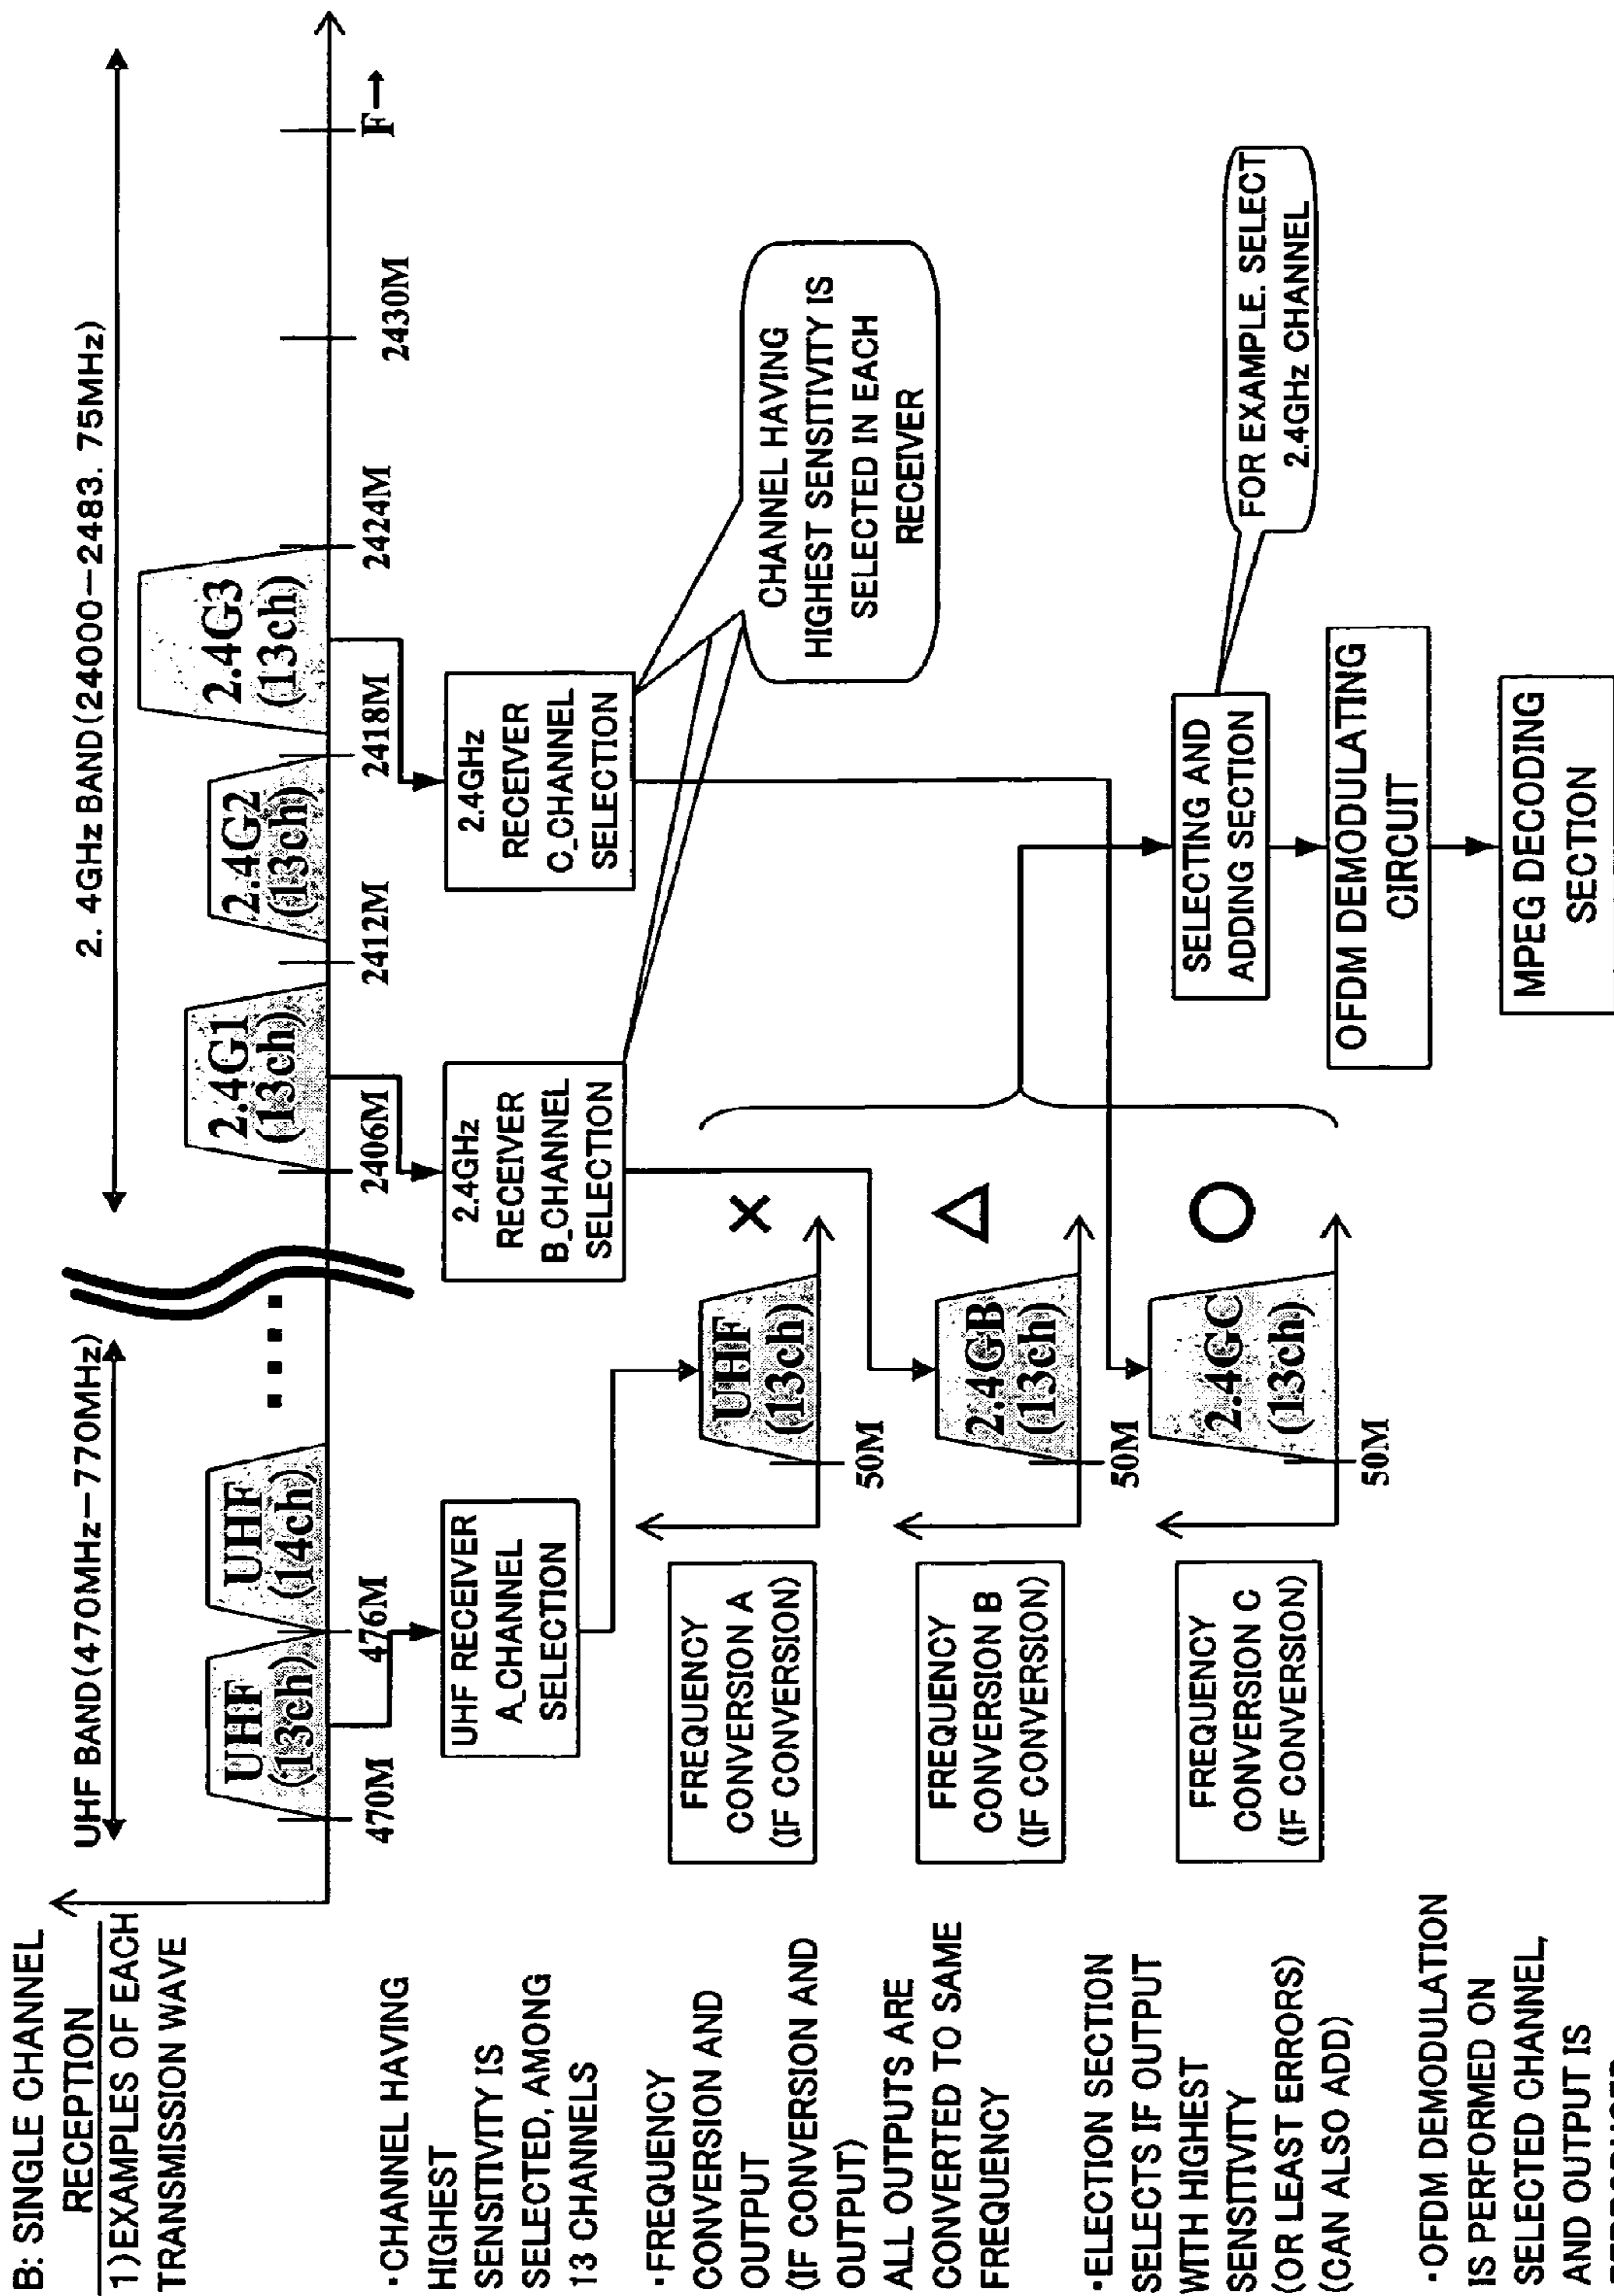 B: SINGLE CHANNEL
RECEPTION
1)EXAMPLES OF EACH
TRANSMISSION WAVE
UHF BAND(470MHz-770MHz)
2. 4GHz BAND(24000-2483. 75MHz)
UHF
(13ch)
UHF
(14ch)
2.4G1
(13ch)
2.4G2
(13ch)
2.4G3
(13ch)
470M
476M
2406M
2412M
2418M
2424M
2430M
F→
・CHANNEL HAVING
HIGHEST
SENSITIVITY IS
SELECTED, AMONG
13 CHANNELS
UHF RECEIVER
A_CHANNEL
SELECTION
2.4GHz
RECEIVER
B_CHANNEL
SELECTION
2.4GHz
RECEIVER
C_CHANNEL
SELECTION
CHANNEL HAVING
HIGHEST SENSITIVITY IS
SELECTED IN EACH
RECEIVER
・FREQUENCY
CONVERSION AND
OUTPUT
(IF CONVERSION AND
OUTPUT)
ALL OUTPUTS ARE
CONVERTED TO SAME
FREQUENCY
FREQUENCY
CONVERSION A
(IF CONVERSION)
UHF
(13ch)
50M
×
FREQUENCY
CONVERSION B
(IF CONVERSION)
2.4GB
(13ch)
50M
△
FREQUENCY
CONVERSION C
(IF CONVERSION)
2.4GC
(13ch)
50M
○
・ELECTION SECTION
SELECTS IF OUTPUT
WITH HIGHEST
SENSITIVITY
(OR LEAST ERRORS)
(CAN ALSO ADD)
SELECTING AND
ADDING SECTION
FOR EXAMPLE. SELECT
2.4GHz CHANNEL
・OFDM DEMODULATION
IS PERFORMED ON
SELECTED CHANNEL,
AND OUTPUT IS
OFDM DEMODULATING
CIRCUIT
MPEG DECODING
SECTION